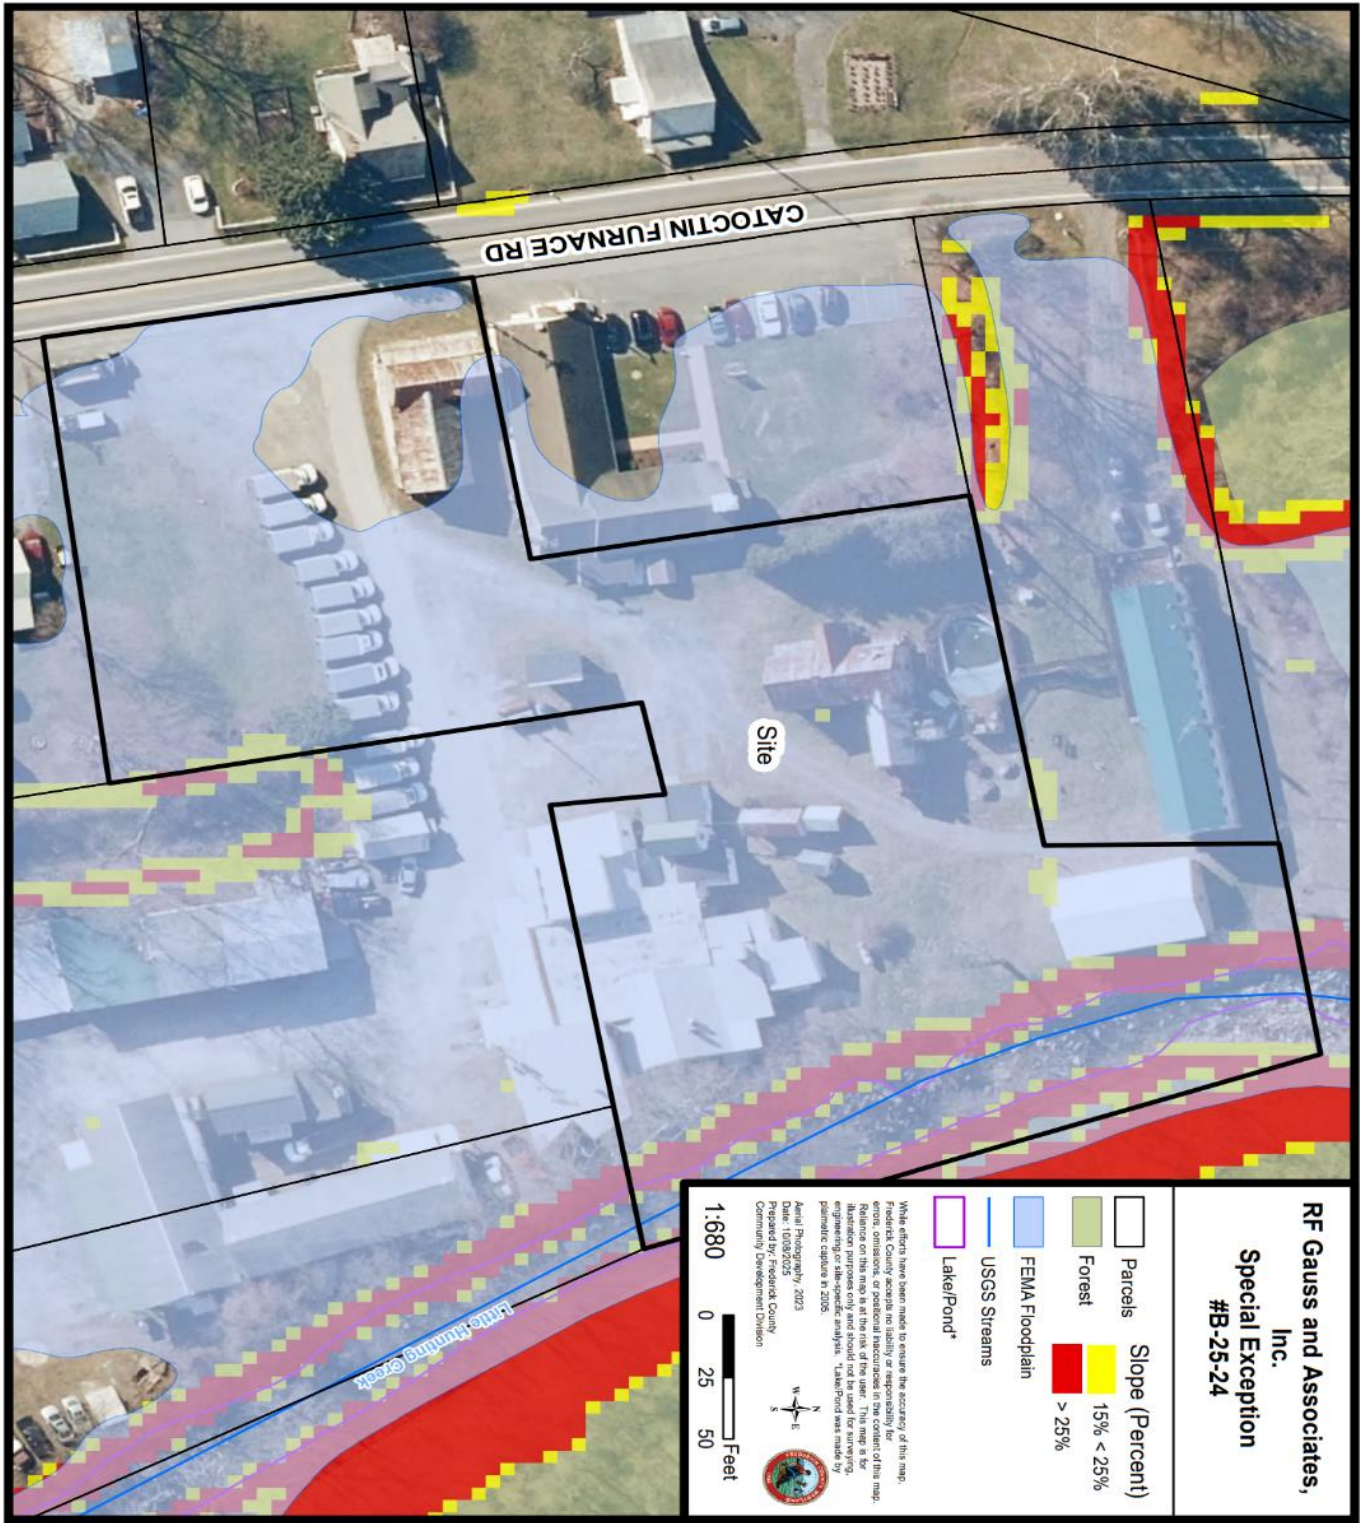 RF Gauss and Associates,
Inc.
Special Exception
#B-25-24
Parcels
Forest
FEMA Floodplain
USGS Streams
Lake/Pond*
Slope (Percent)
15% < 25%
> 25%
While efforts have been made to ensure the accuracy of this map,
Frederick County accepts no liability or responsibility for
errors, omissions, or positional inaccuracies in the content of this map.
Reliance on this map is at the risk of the user. This map is for
illustration purposes only and should not be used for surveying,
engineering, or site-specific analysis. *Lake/Pond was made by
planimetric capture in 2005.
Aerial Photography: 2023
Date: 10/08/2025
Prepared by: Frederick County
Community Development Division
1:680
0 25 50
Feet
N
W E
S
CATOCTIN FURNACE RD
Site
Little Hunting Creek